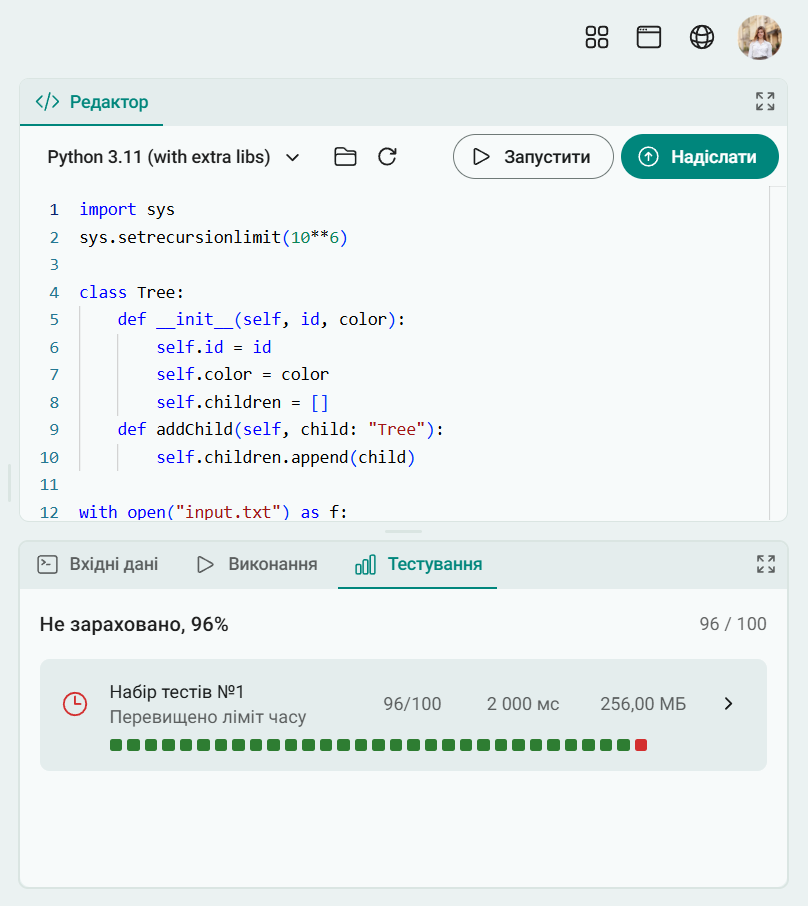 Редактор
Python 3.11 (with extra libs)
Запустити
Надіслати
1 import sys
2 sys.setrecursionlimit(10**6)
3
4 class Tree:
5 def __init__(self, id, color):
6 self.id = id
7 self.color = color
8 self.children = []
9 def addChild(self, child: "Tree"):
10 self.children.append(child)
11
12 with open("input.txt") as f:
Вхідні дані
Виконання
Тестування
Не зараховано, 96%
96 / 100
Набір тестів №1
Перевищено ліміт часу
96/100
2 000 мс
256,00 МБ